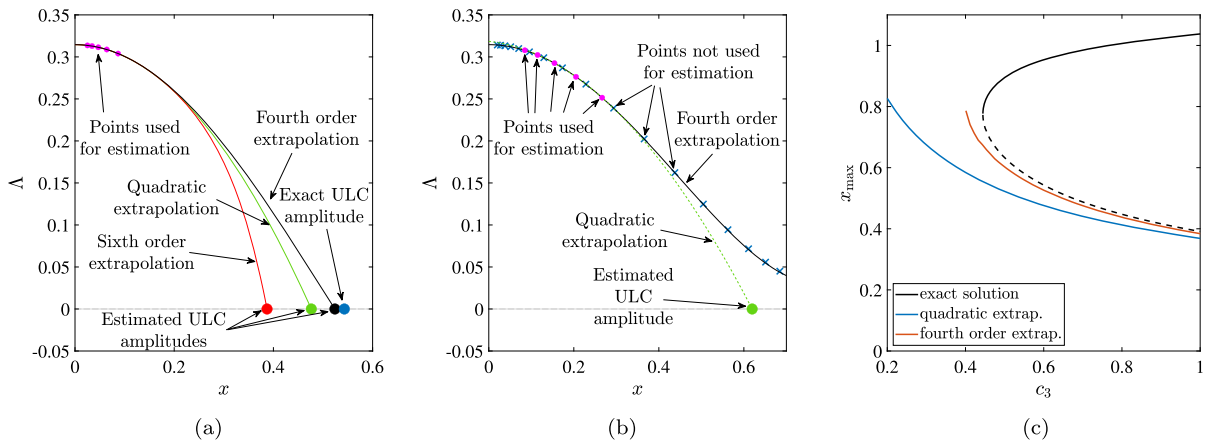 0.35
0.3
0.25
0.2
0.15
0.1
0.05
0
-0.05
Λ
0
0.2
0.4
0.6
x
Points used
for estimation
Fourth order
extrapolation
Quadratic
extrapolation
Exact ULC
amplitude
Sixth order
extrapolation
Estimated ULC
amplitudes
(a)
0.35
0.3
0.25
0.2
0.15
0.1
0.05
0
-0.05
Λ
0
0.2
0.4
0.6
x
Points not used
for estimation
Points used
for estimation
Fourth order
extrapolation
Quadratic
extrapolation
Estimated
ULC
amplitude
(b)
1
0.8
0.6
0.4
0.2
0
x_max
0.2
0.4
0.6
0.8
1
c₃
exact solution
quadratic extrap.
fourth order extrap.
(c)